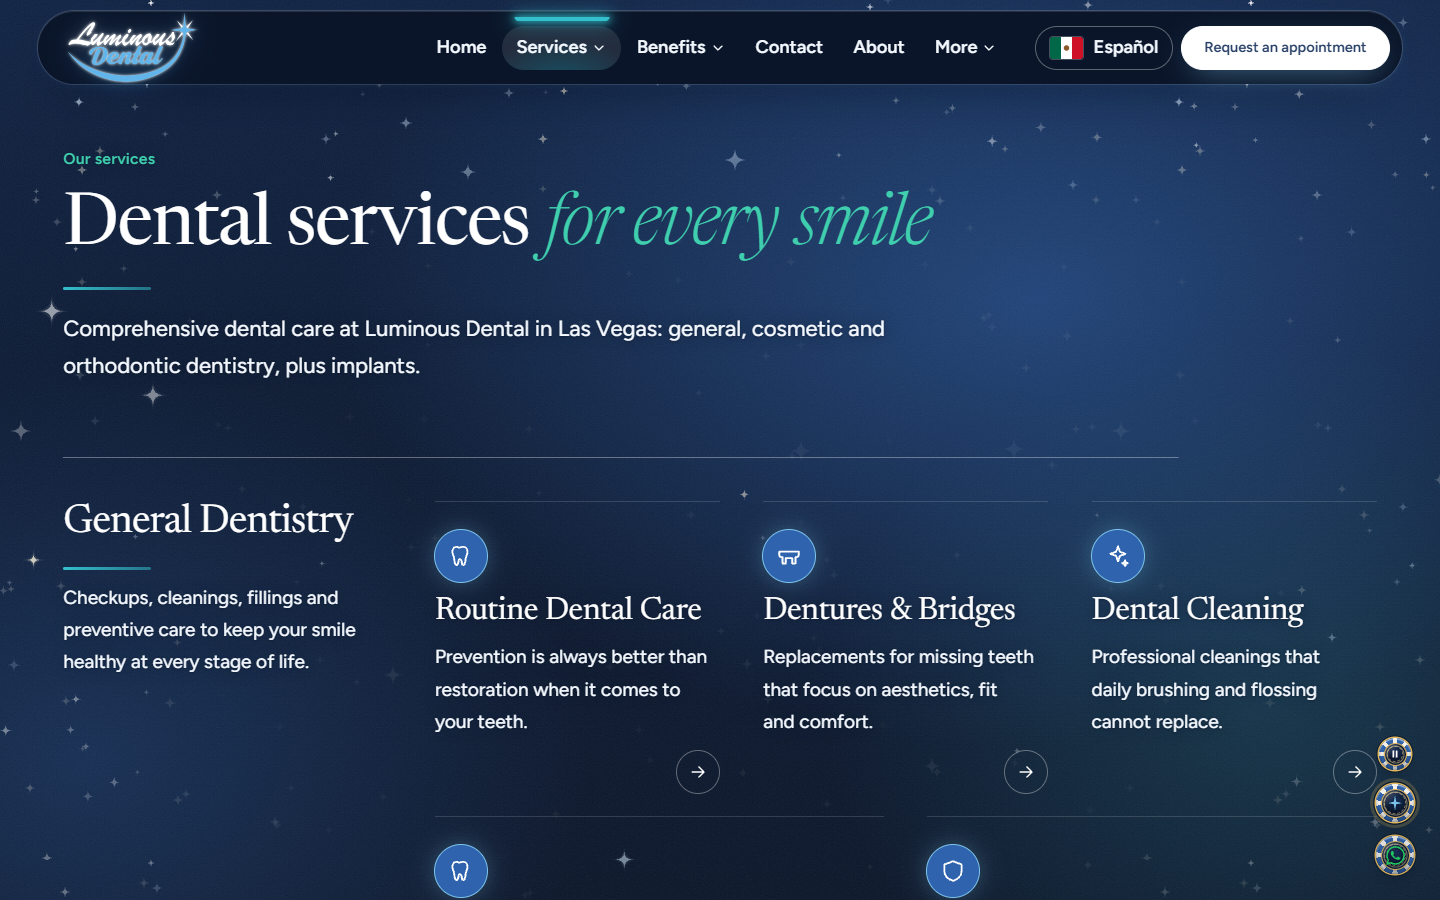 Luminous
Dental
Home
Services
Benefits
Contact
About
More
Español
Request an appointment
Our services
Dental services for every smile
Comprehensive dental care at Luminous Dental in Las Vegas: general, cosmetic and
orthodontic dentistry, plus implants.
General Dentistry
Checkups, cleanings, fillings and
preventive care to keep your smile
healthy at every stage of life.
Routine Dental Care
Prevention is always better than
restoration when it comes to
your teeth.
Dentures & Bridges
Replacements for missing teeth
that focus on aesthetics, fit
and comfort.
Dental Cleaning
Professional cleanings that
daily brushing and flossing
cannot replace.